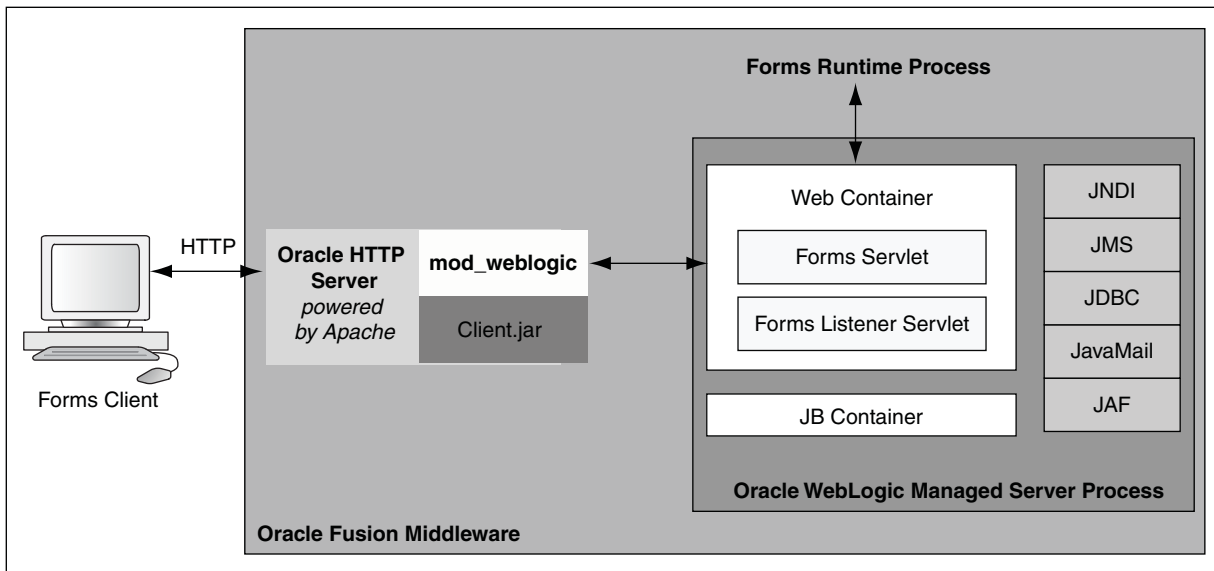 Forms Runtime Process
Web Container
Forms Servlet
Forms Listener Servlet
JB Container
JNDI
JMS
JDBC
JavaMail
JAF
Oracle WebLogic Managed Server Process
HTTP
Oracle HTTP
Server
powered
by Apache
mod_weblogic
Client.jar
Forms Client
Oracle Fusion Middleware